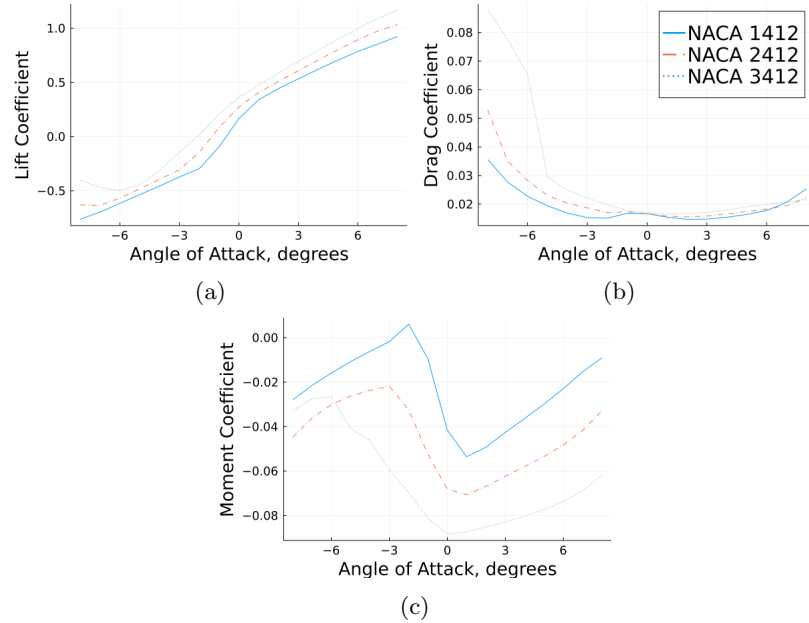 1.0
0.5
0.0
−0.5
Lift Coefficient
−6
−3
0
3
6
Angle of Attack, degrees
(a)
0.08
0.07
0.06
0.05
0.04
0.03
0.02
Drag Coefficient
NACA 1412
NACA 2412
NACA 3412
−6
−3
0
3
6
Angle of Attack, degrees
(b)
0.00
−0.02
−0.04
−0.06
−0.08
Moment Coefficient
−6
−3
0
3
6
Angle of Attack, degrees
(c)